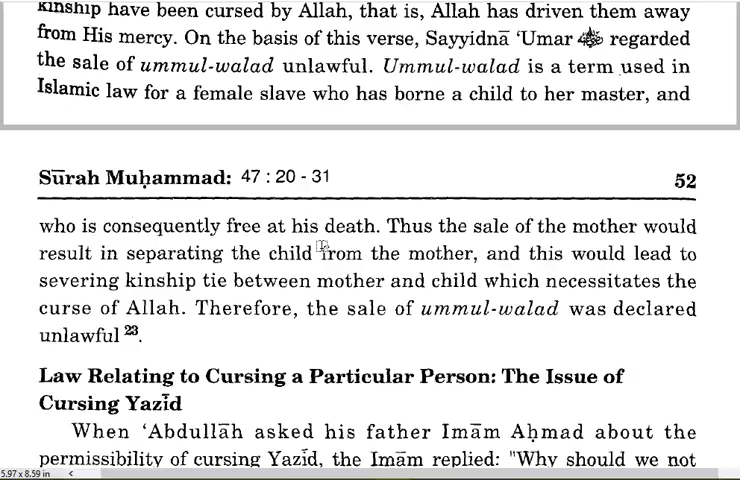 kinship have been cursed by Allah, that is, Allah has driven them away
from His mercy. On the basis of this verse, Sayyidnā ‘Umar regarded
the sale of ummul-walad unlawful. Ummul-walad is a term used in
Islamic law for a female slave who has borne a child to her master, and
Sūrah Muḥammad: 47 : 20 - 31 52
who is consequently free at his death. Thus the sale of the mother would
result in separating the child from the mother, and this would lead to
severing kinship tie between mother and child which necessitates the
curse of Allah. Therefore, the sale of ummul-walad was declared
unlawful 23.
Law Relating to Cursing a Particular Person: The Issue of
Cursing Yazīd
When ‘Abdullāh asked his father Imām Aḥmad about the
permissibility of cursing Yazīd, the Imām replied: "Why should we not
5.97 x 8.59 in <